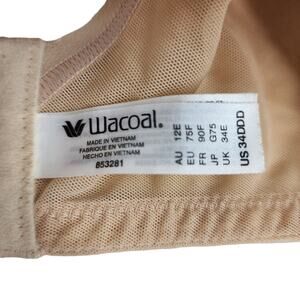 Wacoal®
MADE IN VIETNAM
FABRIQUE EN VIETNAM
HECHO EN VIETNAM
853281
AU 12E
EU 75F
FR 90F
JP G75
UK 34E
US 34DDD